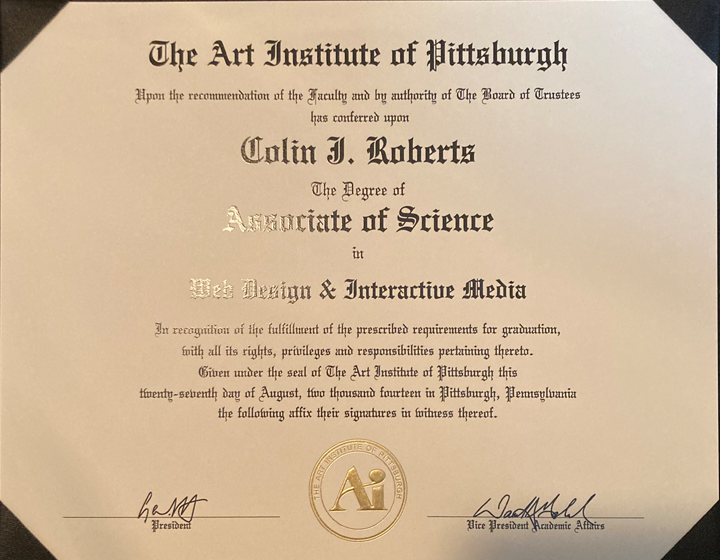 The Art Institute of Pittsburgh
Upon the recommendation of the Faculty and by authority of The Board of Trustees
has conferred upon
Colin J. Roberts
The Degree of
Associate of Science
in
Web Design & Interactive Media
In recognition of the fulfillment of the prescribed requirements for graduation,
with all its rights, privileges and responsibilities pertaining thereto.
Given under the seal of The Art Institute of Pittsburgh this
twenty-seventh day of August, two thousand fourteen in Pittsburgh, Pennsylvania
the following affix their signatures in witness thereof.
THE ART INSTITUTE OF PITTSBURGH
Ai
President
Vice President Academic Affairs